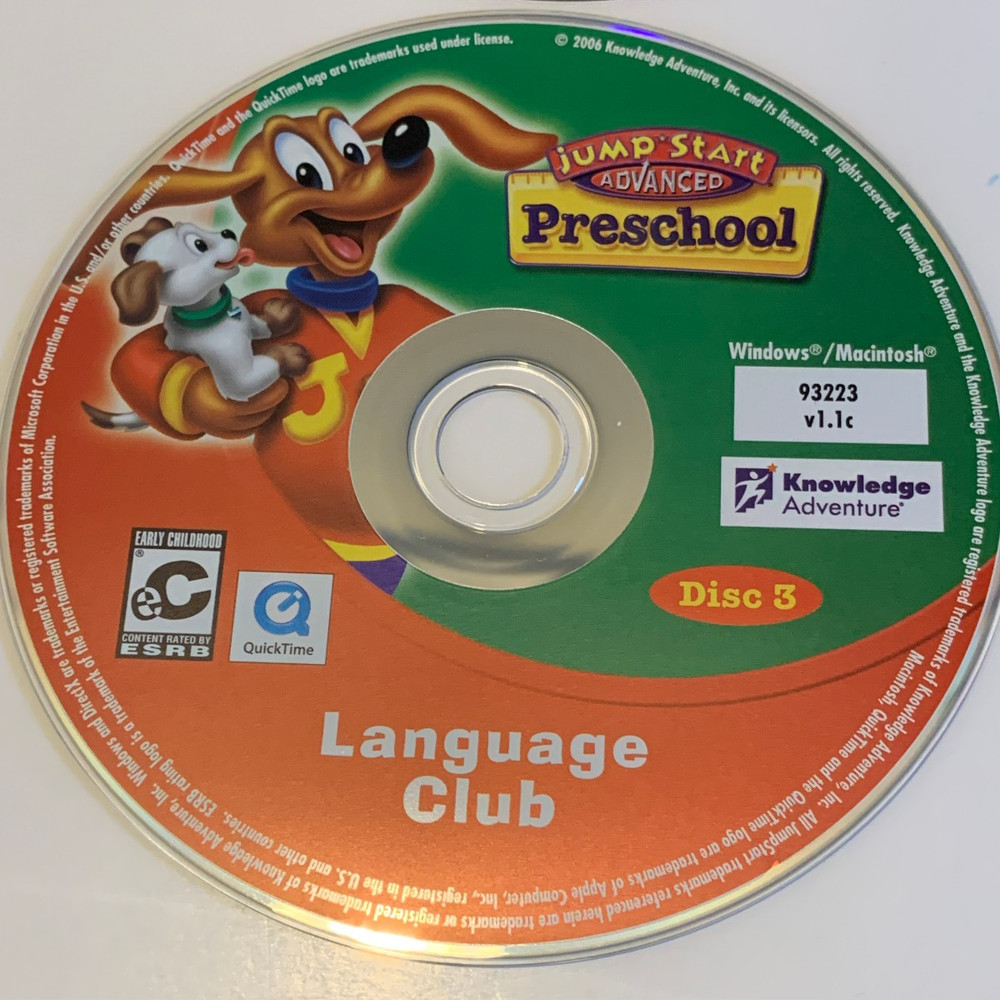 QuickTime and the QuickTime logo are trademarks used under license.
© 2006 Knowledge Adventure, Inc. and its licensors. All rights reserved. Knowledge Adventure and the Knowledge Adventure logo are registered trademarks of Knowledge Adventure, Inc. All JumpStart trademarks referenced herein are trademarks or registered trademarks of Knowledge Adventure, Inc. Windows and DirectX are trademarks or registered trademarks of Microsoft Corporation in the U.S. and/or other countries.
Macintosh, QuickTime and the QuickTime logo are trademarks of Apple Computer, Inc., registered in the U.S. and other countries. ESRB rating logo is a trademark of the Entertainment Software Association.
Jump Start
ADVANCED
Preschool
J
Windows®/Macintosh®
93223
v1.1c
Knowledge
Adventure®
Disc 3
EARLY CHILDHOOD
eC
®
CONTENT RATED BY
ESRB
QuickTime
Language
Club